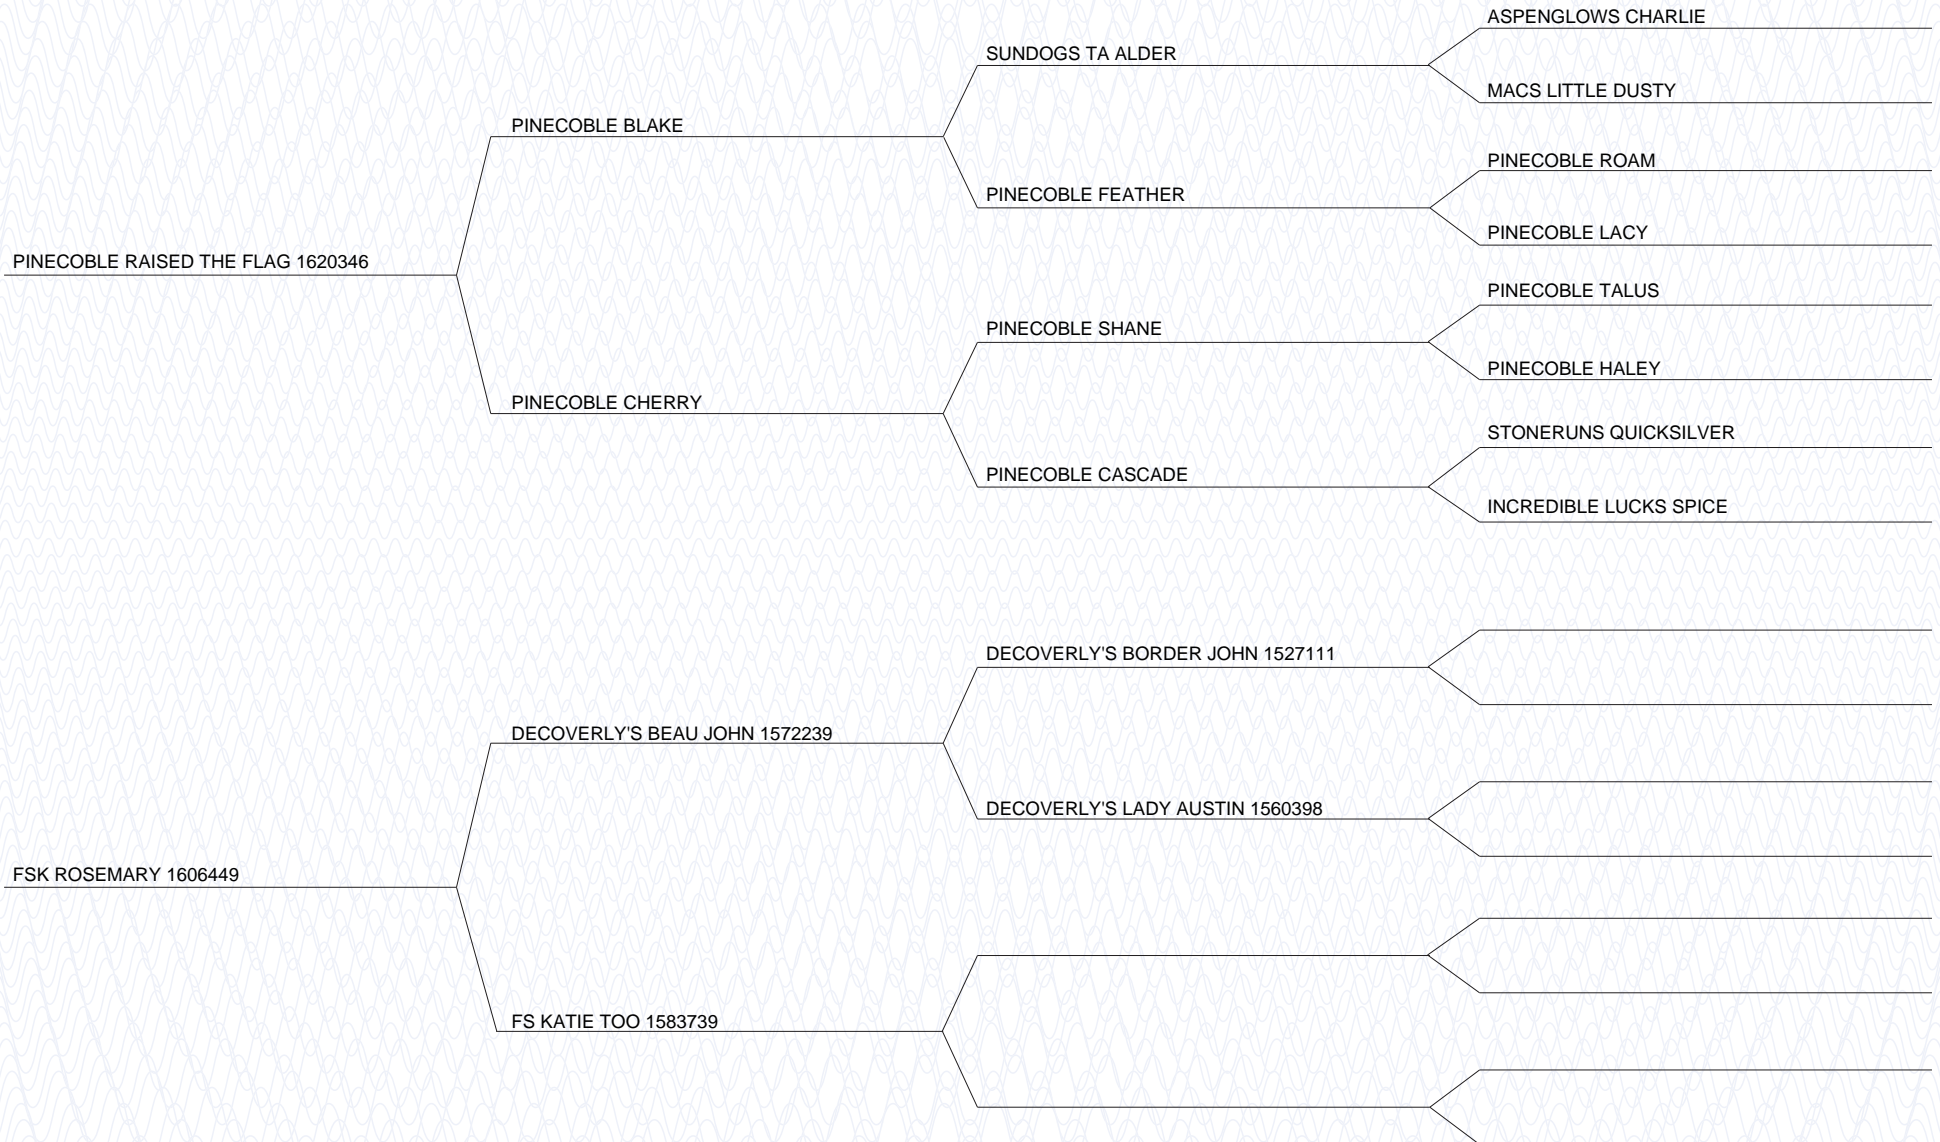 ASPENGLOWS CHARLIE
SUNDOGS TA ALDER
MACS LITTLE DUSTY
PINECOBLE BLAKE
PINECOBLE ROAM
PINECOBLE FEATHER
PINECOBLE LACY
PINECOBLE RAISED THE FLAG 1620346
PINECOBLE TALUS
PINECOBLE SHANE
PINECOBLE HALEY
PINECOBLE CHERRY
STONERUNS QUICKSILVER
PINECOBLE CASCADE
INCREDIBLE LUCKS SPICE
DECOVERLY'S BORDER JOHN 1527111
DECOVERLY'S BEAU JOHN 1572239
DECOVERLY'S LADY AUSTIN 1560398
FSK ROSEMARY 1606449
FS KATIE TOO 1583739